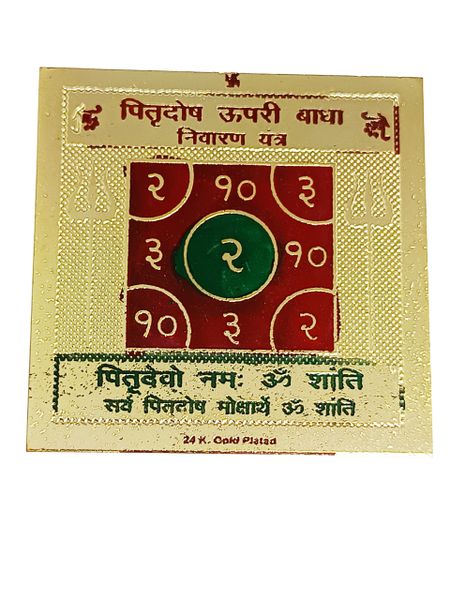 पितृदोष ऊपरी बाधा
निवारण यंत्र
२ १० ३
३ २ १०
१० ३ २
पितृदेवो नमः ॐ शांति
सर्व पितृदोष मोक्षार्थे ॐ शांति
24 K. Gold Plated